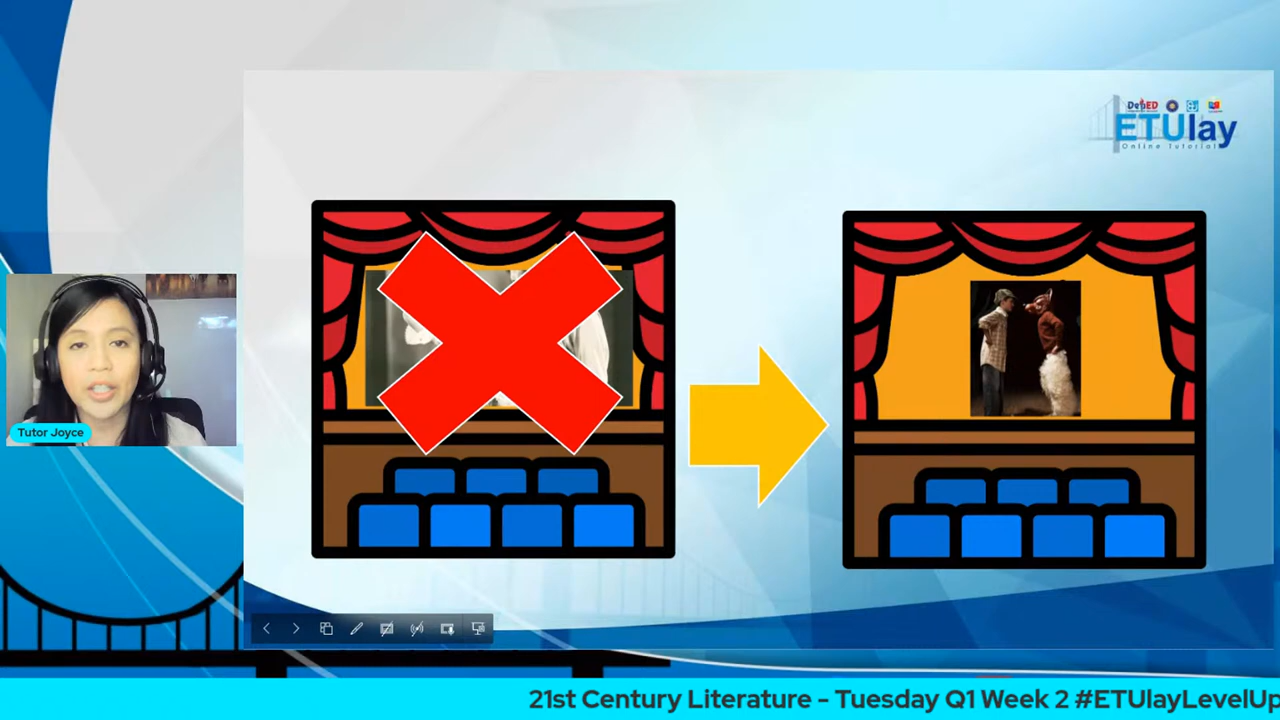 DepED
ETUlay
Online Tutorial
Tutor Joyce
21st Century Literature - Tuesday Q1 Week 2 #ETUlayLevelUp